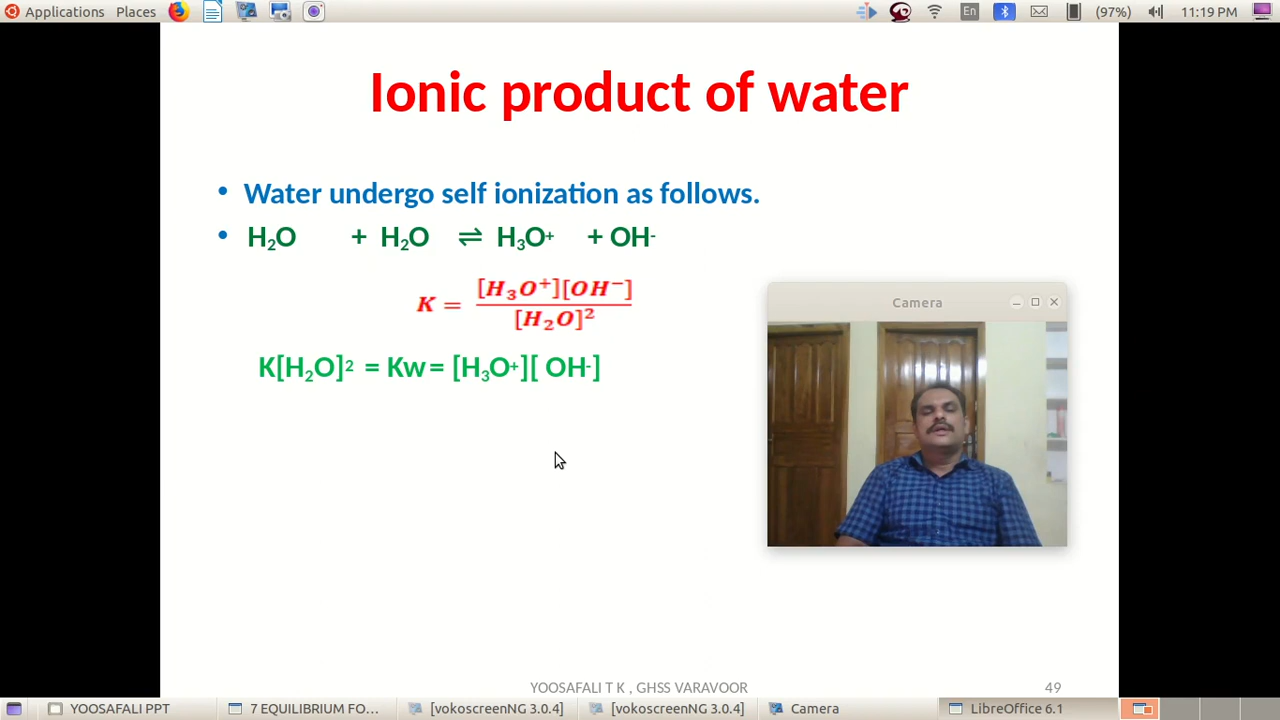 Applications Places En (97%) 11:19 PM
Ionic product of water
• Water undergo self ionization as follows.
• H₂O + H₂O ⇌ H₃O⁺ + OH⁻
K = [H₃O⁺][OH⁻] / [H₂O]²
K[H₂O]² = Kw = [H₃O⁺][ OH⁻]
Camera
YOOSAFALI T K , GHSS VARAVOOR 49
YOOSAFALI PPT 7 EQUILIBRIUM FO... [vokoscreenNG 3.0.4] [vokoscreenNG 3.0.4] Camera LibreOffice 6.1